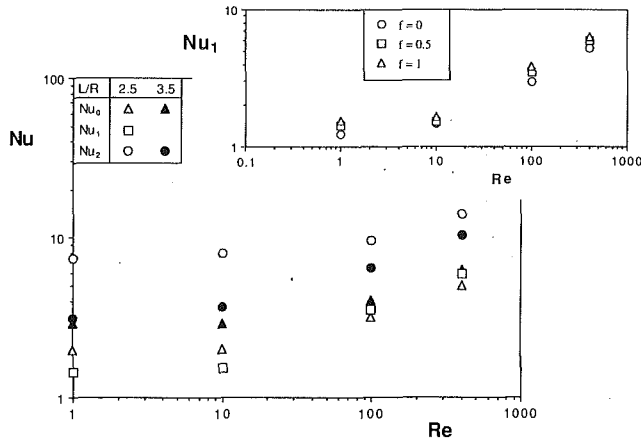 10
Nu₁
f = 0
f = 0.5
f = 1
1
0.1 1 10 100 1000
Re
100
L/R 2.5 3.5
Nu₀
Nu₁
Nu₂
Nu
10
1
1 10 100 1000
Re